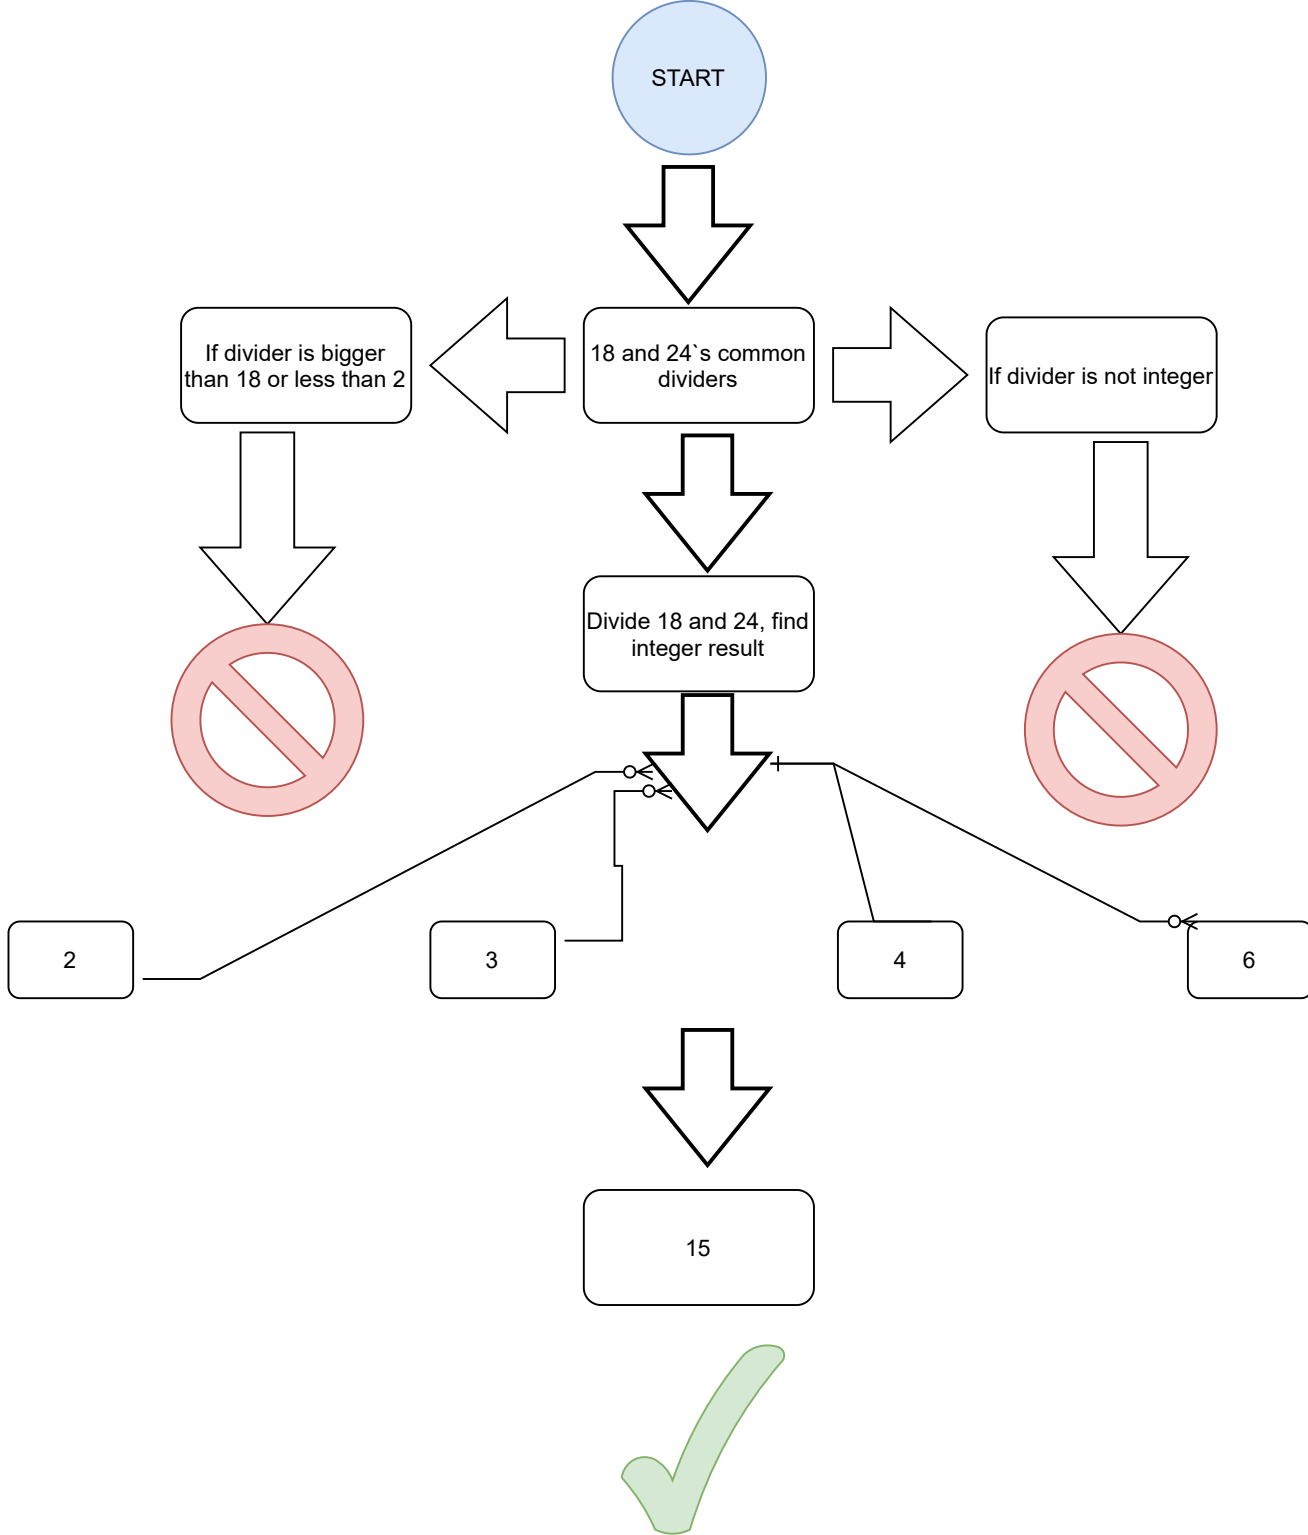 START
If divider is bigger
than 18 or less than 2
18 and 24`s common
dividers
If divider is not integer
Divide 18 and 24, find
integer result
2
3
4
6
15